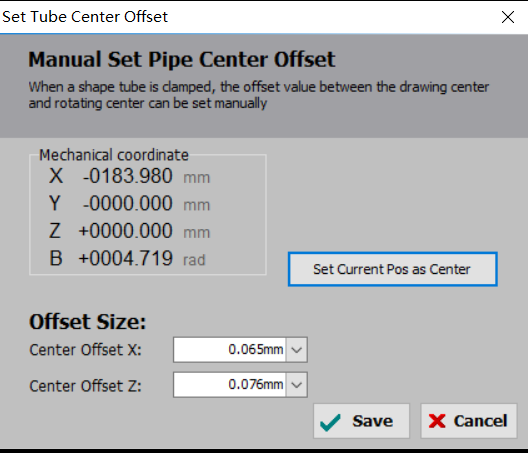 Set Tube Center Offset
Manual Set Pipe Center Offset
When a shape tube is clamped, the offset value between the drawing center
and rotating center can be set manually
Mechanical coordinate
X -0183.980 mm
Y -0000.000 mm
Z +0000.000 mm
B +0004.719 rad
Set Current Pos as Center
Offset Size:
Center Offset X: 0.065mm
Center Offset Z: 0.076mm
Save Cancel